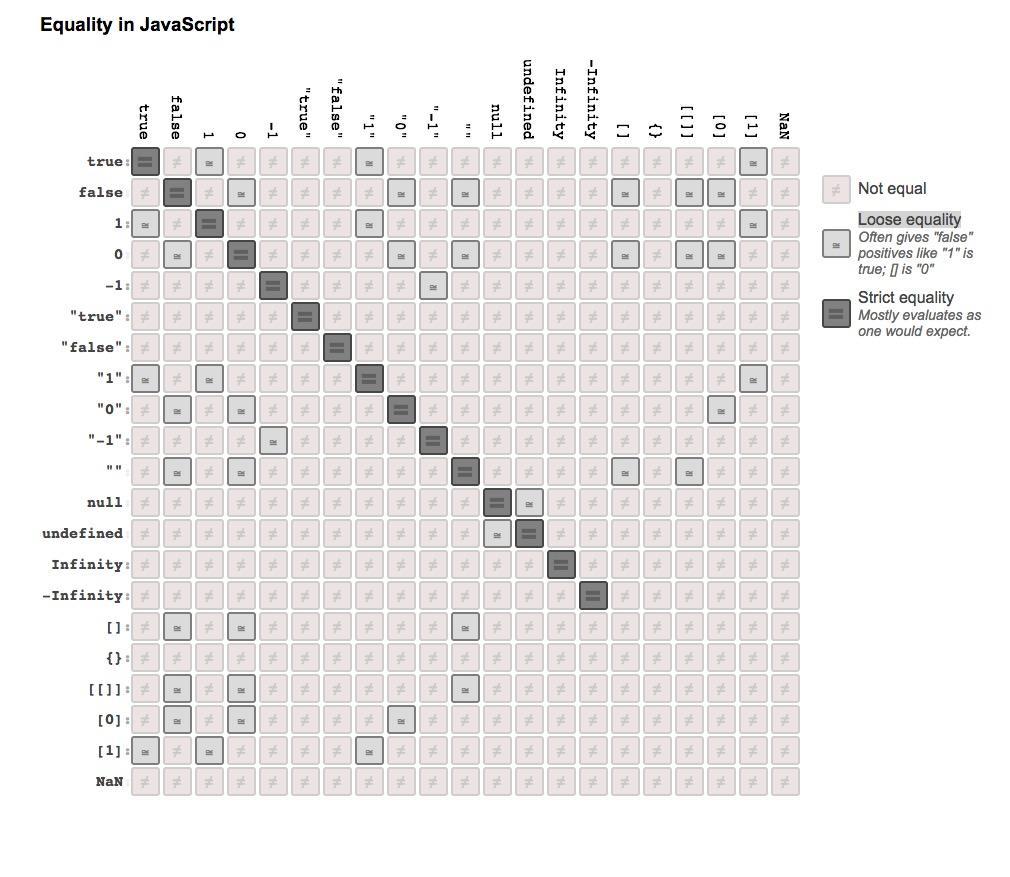 Equality in JavaScript
true false 1 0 -1 "true" "false" "1" "0" "-1" "" null undefined Infinity -Infinity [] {} [[]] [0] [1] NaN
true: = ≠ ≅ ≠ ≠ ≠ ≠ ≅ ≠ ≠ ≠ ≠ ≠ ≠ ≠ ≠ ≠ ≠ ≠ ≅ ≠
false ≠ = ≠ ≅ ≠ ≠ ≠ ≠ ≅ ≠ ≅ ≠ ≠ ≠ ≠ ≅ ≠ ≅ ≅ ≠ ≠
1: ≅ ≠ = ≠ ≠ ≠ ≠ ≅ ≠ ≠ ≠ ≠ ≠ ≠ ≠ ≠ ≠ ≠ ≠ ≅ ≠
0 ≠ ≅ ≠ = ≠ ≠ ≠ ≠ ≅ ≠ ≅ ≠ ≠ ≠ ≠ ≅ ≠ ≅ ≅ ≠ ≠
-1: ≠ ≠ ≠ ≠ = ≠ ≠ ≠ ≠ ≅ ≠ ≠ ≠ ≠ ≠ ≠ ≠ ≠ ≠ ≠ ≠
"true": ≠ ≠ ≠ ≠ ≠ = ≠ ≠ ≠ ≠ ≠ ≠ ≠ ≠ ≠ ≠ ≠ ≠ ≠ ≠ ≠
"false": ≠ ≠ ≠ ≠ ≠ ≠ = ≠ ≠ ≠ ≠ ≠ ≠ ≠ ≠ ≠ ≠ ≠ ≠ ≠ ≠
"1": ≅ ≠ ≅ ≠ ≠ ≠ ≠ = ≠ ≠ ≠ ≠ ≠ ≠ ≠ ≠ ≠ ≠ ≠ ≅ ≠
"0": ≠ ≅ ≠ ≅ ≠ ≠ ≠ ≠ = ≠ ≠ ≠ ≠ ≠ ≠ ≠ ≠ ≠ ≅ ≠ ≠
"-1": ≠ ≠ ≠ ≠ ≅ ≠ ≠ ≠ ≠ = ≠ ≠ ≠ ≠ ≠ ≠ ≠ ≠ ≠ ≠ ≠
"" ≠ ≅ ≠ ≅ ≠ ≠ ≠ ≠ ≠ ≠ = ≠ ≠ ≠ ≠ ≅ ≠ ≅ ≠ ≠ ≠
null ≠ ≠ ≠ ≠ ≠ ≠ ≠ ≠ ≠ ≠ ≠ = ≅ ≠ ≠ ≠ ≠ ≠ ≠ ≠ ≠
undefined ≠ ≠ ≠ ≠ ≠ ≠ ≠ ≠ ≠ ≠ ≠ ≅ = ≠ ≠ ≠ ≠ ≠ ≠ ≠ ≠
Infinity: ≠ ≠ ≠ ≠ ≠ ≠ ≠ ≠ ≠ ≠ ≠ ≠ ≠ = ≠ ≠ ≠ ≠ ≠ ≠ ≠
-Infinity: ≠ ≠ ≠ ≠ ≠ ≠ ≠ ≠ ≠ ≠ ≠ ≠ ≠ ≠ = ≠ ≠ ≠ ≠ ≠ ≠
[]: ≠ ≅ ≠ ≅ ≠ ≠ ≠ ≠ ≠ ≠ ≅ ≠ ≠ ≠ ≠ ≠ ≠ ≠ ≠ ≠ ≠
{}: ≠ ≠ ≠ ≠ ≠ ≠ ≠ ≠ ≠ ≠ ≠ ≠ ≠ ≠ ≠ ≠ ≠ ≠ ≠ ≠ ≠
[[]]: ≠ ≅ ≠ ≅ ≠ ≠ ≠ ≠ ≠ ≠ ≅ ≠ ≠ ≠ ≠ ≠ ≠ ≠ ≠ ≠ ≠
[0]: ≠ ≅ ≠ ≅ ≠ ≠ ≠ ≠ ≅ ≠ ≠ ≠ ≠ ≠ ≠ ≠ ≠ ≠ ≠ ≠ ≠
[1]: ≅ ≠ ≅ ≠ ≠ ≠ ≠ ≅ ≠ ≠ ≠ ≠ ≠ ≠ ≠ ≠ ≠ ≠ ≠ ≠ ≠
NaN ≠ ≠ ≠ ≠ ≠ ≠ ≠ ≠ ≠ ≠ ≠ ≠ ≠ ≠ ≠ ≠ ≠ ≠ ≠ ≠ ≠
≠ Not equal
Loose equality
≅ Often gives "false"
positives like "1" is
true; [] is "0"
= Strict equality
Mostly evaluates as
one would expect.